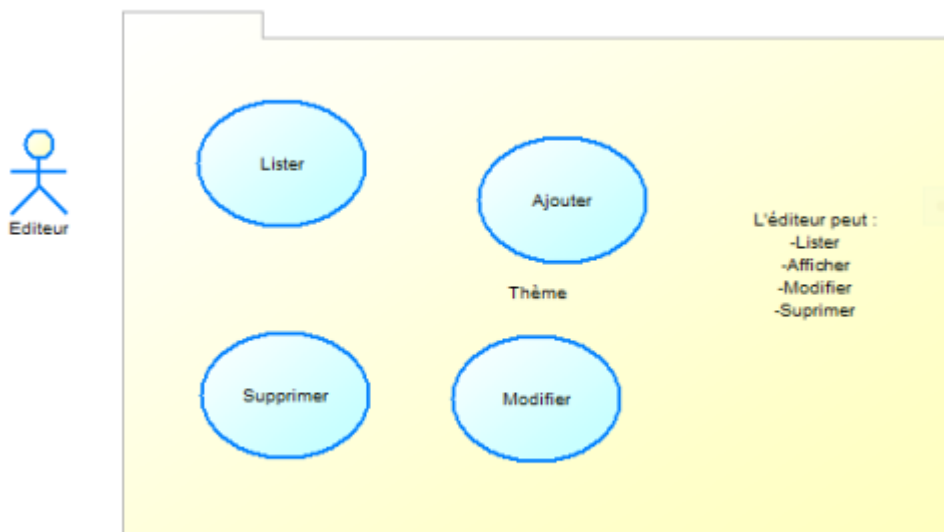 Editeur
Lister
Ajouter
Thème
Supprimer
Modifier
L'éditeur peut :
-Lister
-Afficher
-Modifier
-Suprimer